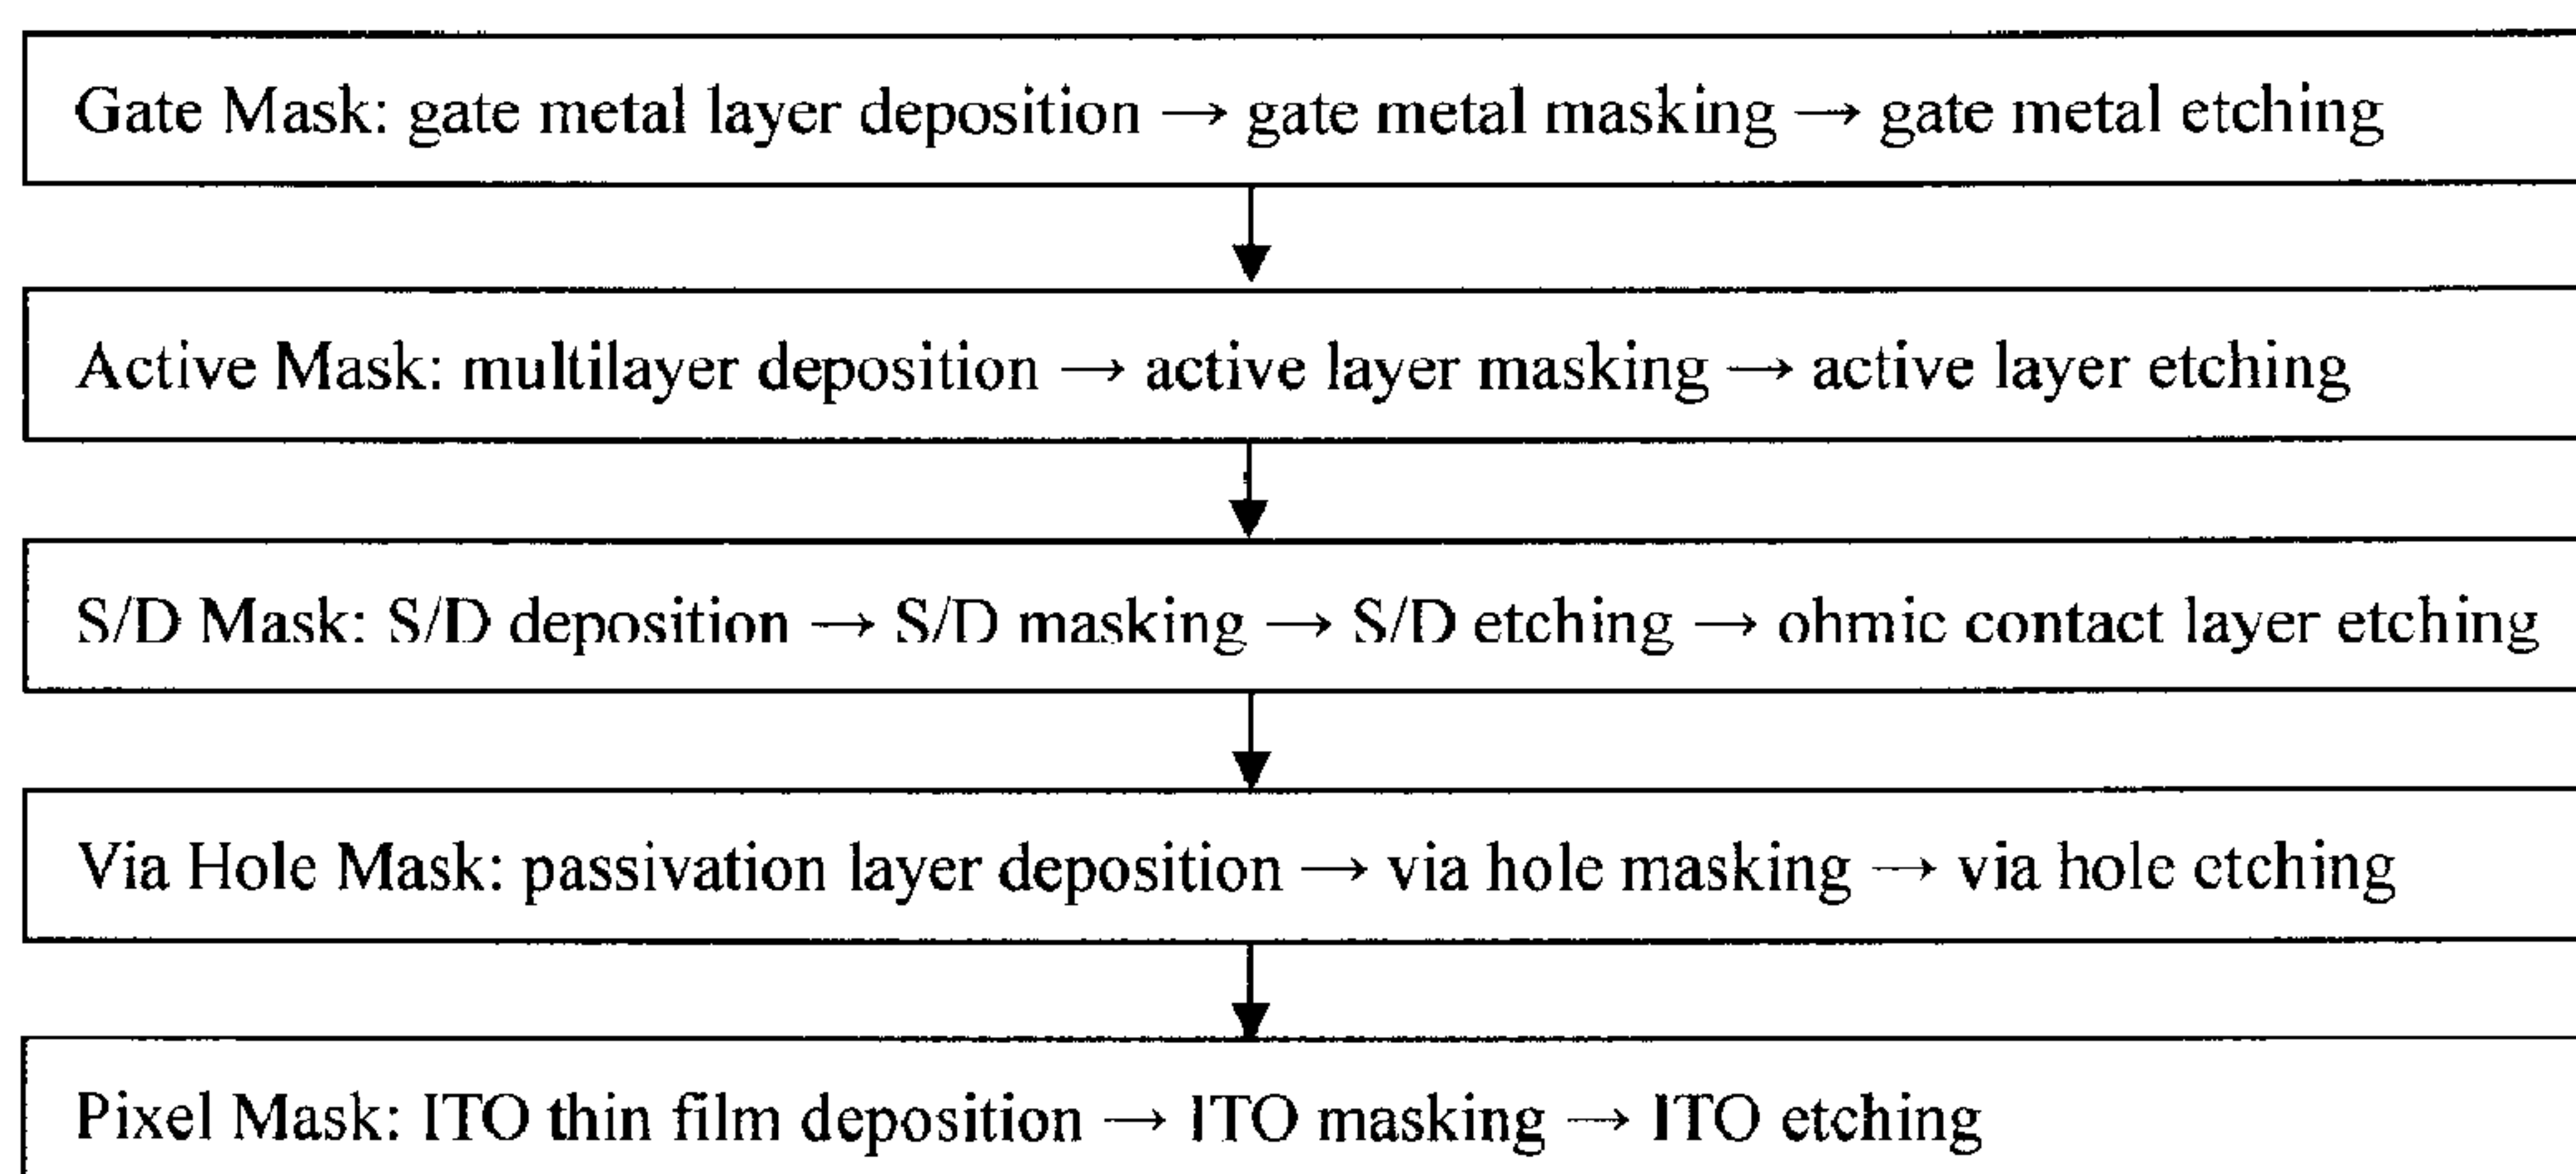 Gate Mask: gate metal layer deposition → gate metal masking → gate metal etching
Active Mask: multilayer deposition → active layer masking → active layer etching
S/D Mask: S/D deposition → S/D masking → S/D etching → ohmic contact layer etching
Via Hole Mask: passivation layer deposition → via hole masking → via hole etching
Pixel Mask: ITO thin film deposition → ITO masking → ITO etching